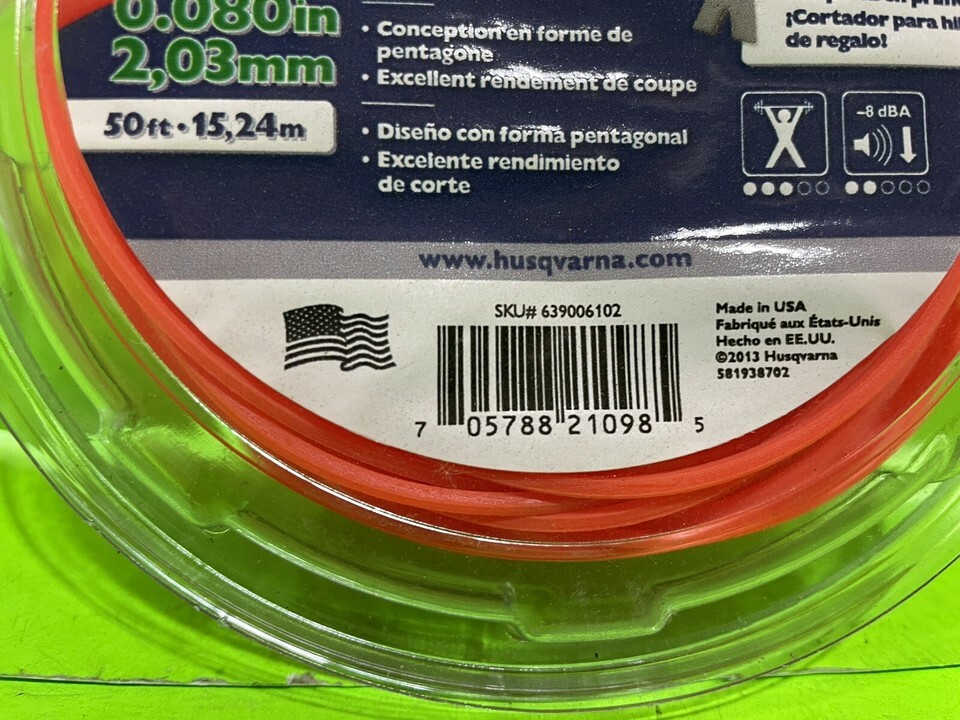 0.080in
2,03mm
50ft • 15,24m
• Conception en forme de
pentagone
• Excellent rendement de coupe
• Diseño con forma pentagonal
• Excelente rendimiento
de corte
¡Cortador para
de regalo!
–8 dBA
www.husqvarna.com
SKU# 639006102
7 05788 21098 5
Made in USA
Fabriqué aux États-Unis
Hecho en EE.UU.
©2013 Husqvarna
581938702